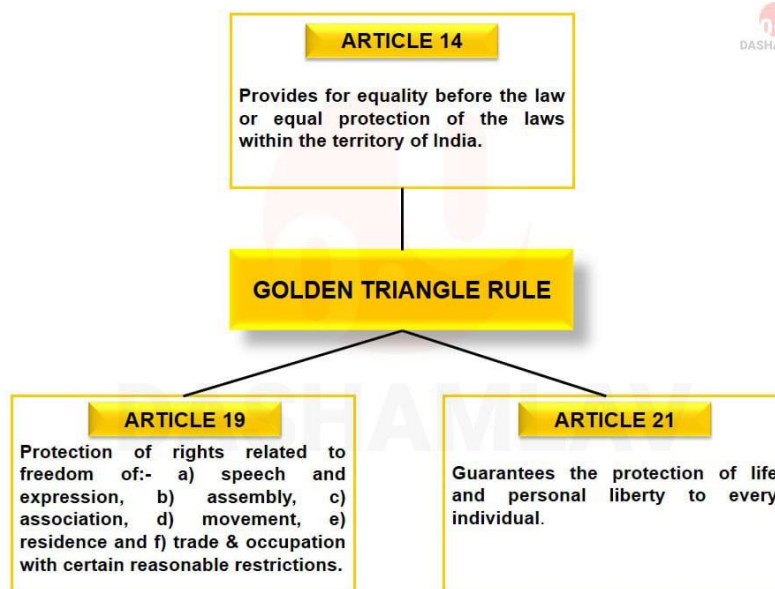 ARTICLE 14
DASHA
Provides for equality before the law
or equal protection of the laws
within the territory of India.
GOLDEN TRIANGLE RULE
DASHAMLAV
ARTICLE 19
Protection of rights related to
freedom of:- a) speech and
expression, b) assembly, c)
association, d) movement, e)
residence and f) trade & occupation
with certain reasonable restrictions.
ARTICLE 21
Guarantees the protection of life
and personal liberty to every
individual.